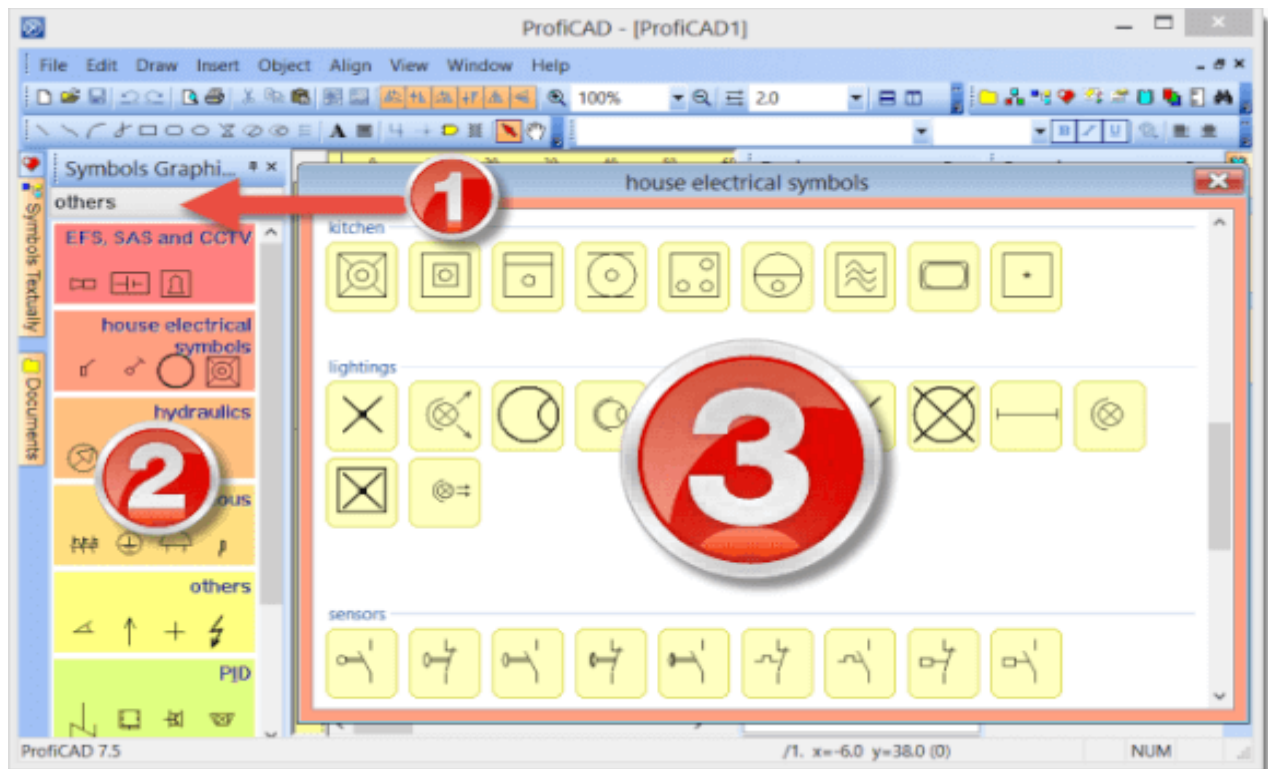 ProfiCAD - [ProfiCAD1]
File Edit Draw Insert Object Align View Window Help
100%
2.0
A
B I U
Symbols Graphi...
house electrical symbols
1
others
Symbols Textually
Documents
EFS, SAS and CCTV
house electrical
symbols
hydraulics
2
others
PID
kitchen
lightings
3
sensors
ProfiCAD 7.5
/1. x=-6.0 y=38.0 (0)
NUM